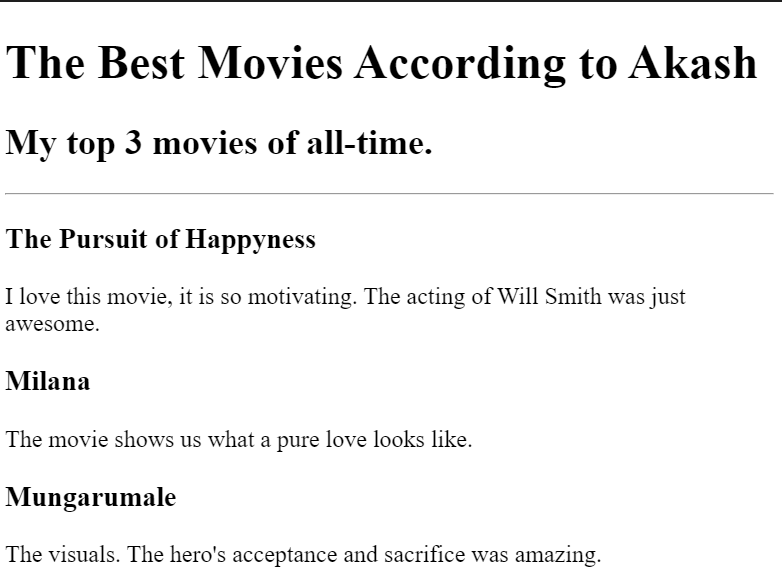 The Best Movies According to Akash
My top 3 movies of all-time.
The Pursuit of Happyness
I love this movie, it is so motivating. The acting of Will Smith was just
awesome.
Milana
The movie shows us what a pure love looks like.
Mungarumale
The visuals. The hero's acceptance and sacrifice was amazing.